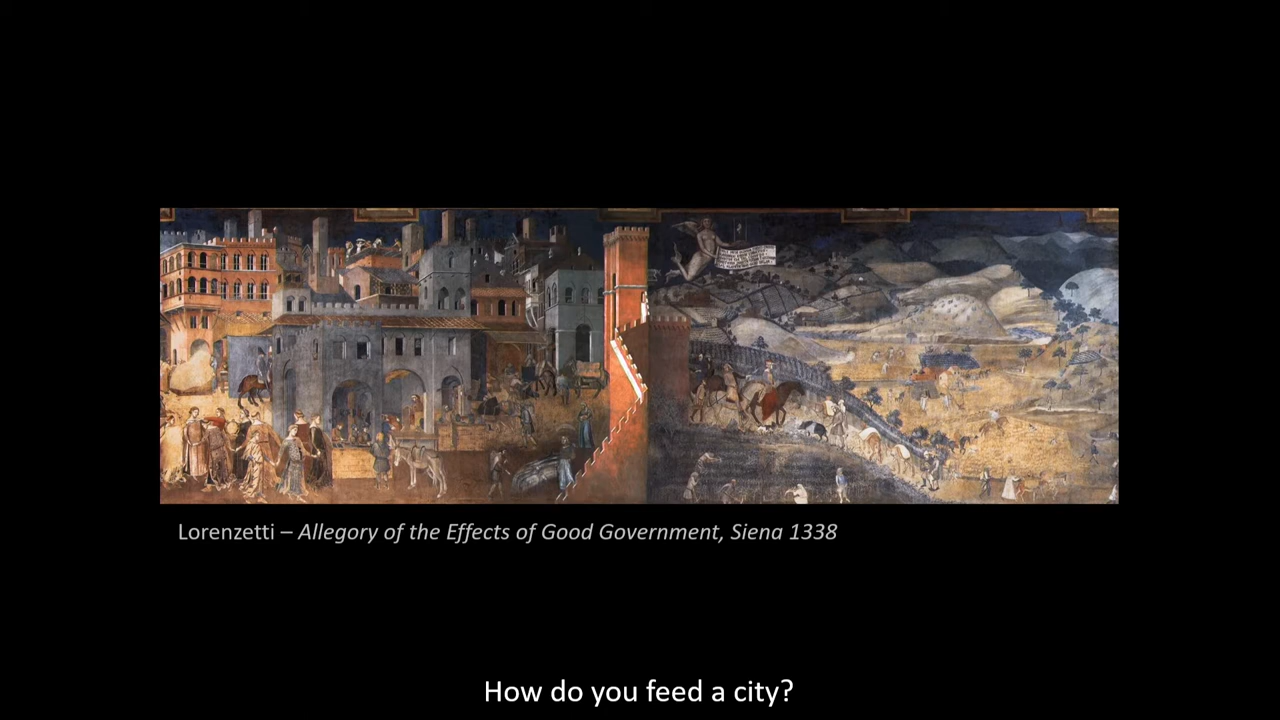 Lorenzetti – Allegory of the Effects of Good Government, Siena 1338
How do you feed a city?